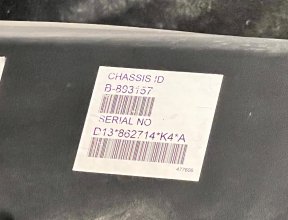 CHASSIS ID
B-893157
SERIAL NO
D13*862714*K4*A